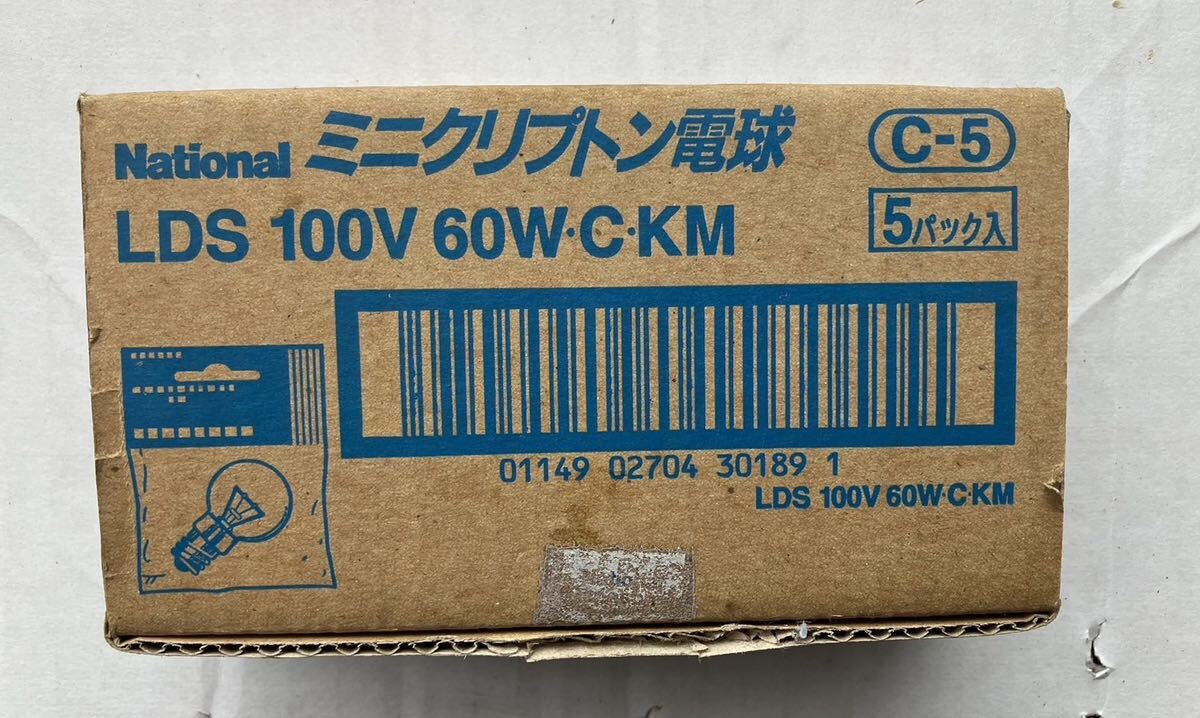 National ミニクリプトン電球
C-5
LDS 100V 60W·C·KM
5パック入
01149 02704 30189 1
LDS 100V 60W·C·KM